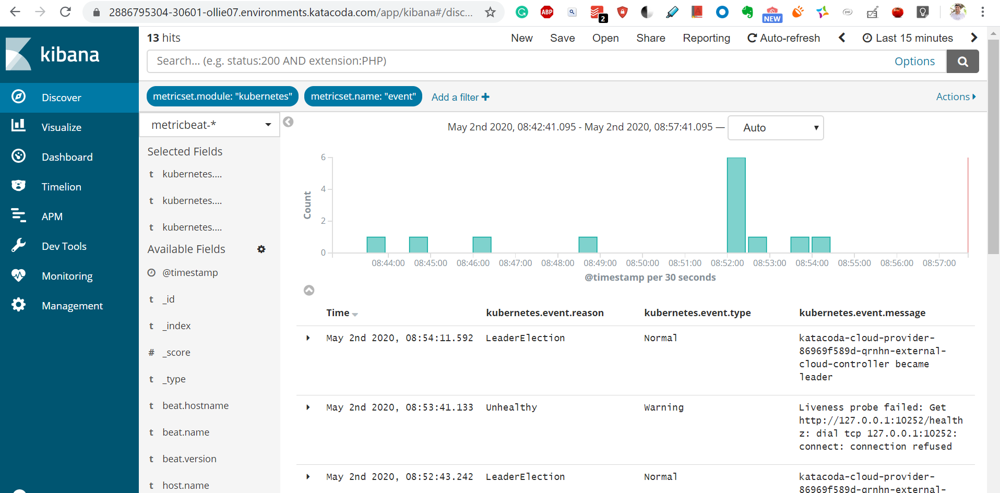 2886795304-30601-ollie07.environments.katacoda.com/app/kibana#/disc...
ABP
2
NEW
psi
kibana
Discover
Visualize
Dashboard
Timelion
APM
Dev Tools
Monitoring
Management
13 hits
New Save Open Share Reporting Auto-refresh Last 15 minutes
Search... (e.g. status:200 AND extension:PHP)
Options
metricset.module: "kubernetes" metricset.name: "event" Add a filter +
Actions
metricbeat-*
Selected Fields
t kubernetes....
t kubernetes....
t kubernetes....
Available Fields
@timestamp
t _id
t _index
# _score
t _type
t beat.hostname
t beat.name
t beat.version
t host.name
May 2nd 2020, 08:42:41.095 - May 2nd 2020, 08:57:41.095 — Auto
Count
6
4
2
0
08:44:00 08:45:00 08:46:00 08:47:00 08:48:00 08:49:00 08:50:00 08:51:00 08:52:00 08:53:00 08:54:00 08:55:00 08:56:00 08:57:00
@timestamp per 30 seconds
Time kubernetes.event.reason kubernetes.event.type kubernetes.event.message
May 2nd 2020, 08:54:11.592 LeaderElection Normal katacoda-cloud-provider-
86969f589d-qrnhn-external-
cloud-controller became
leader
May 2nd 2020, 08:53:41.133 Unhealthy Warning Liveness probe failed: Get
http://127.0.0.1:10252/health
z: dial tcp 127.0.0.1:10252:
connect: connection refused
May 2nd 2020, 08:52:43.242 LeaderElection Normal katacoda-cloud-provider-
86969f589d-qrnhn-external-